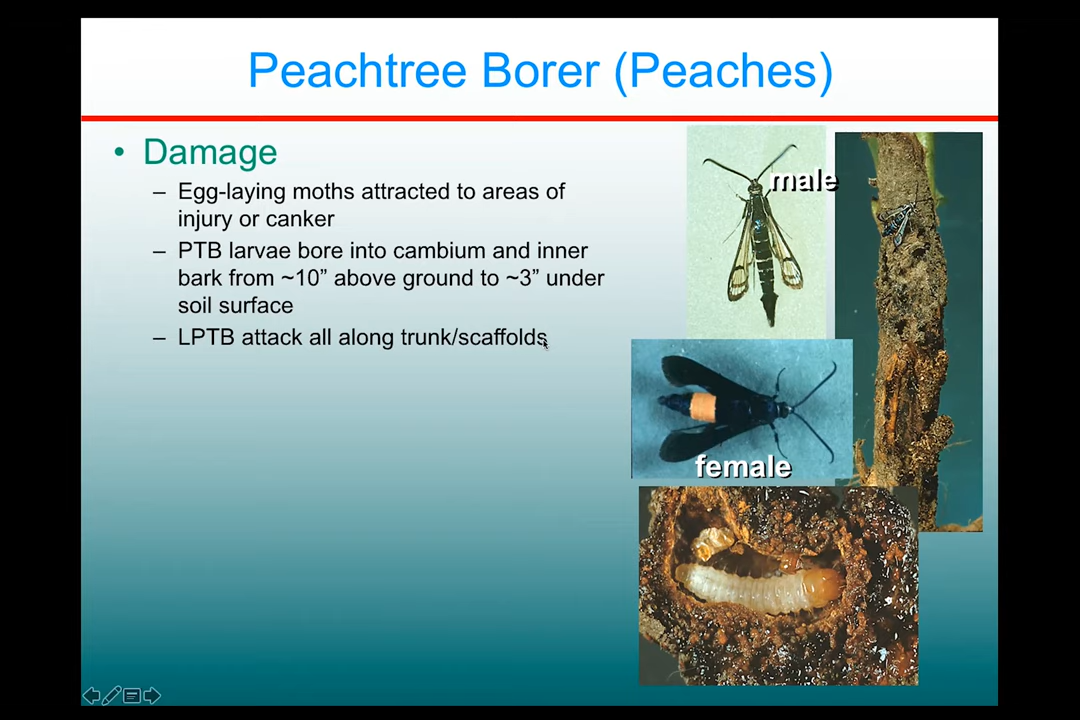 Peachtree Borer (Peaches)
• Damage
– Egg-laying moths attracted to areas of
injury or canker
– PTB larvae bore into cambium and inner
bark from ~10” above ground to ~3” under
soil surface
– LPTB attack all along trunk/scaffolds
male
female